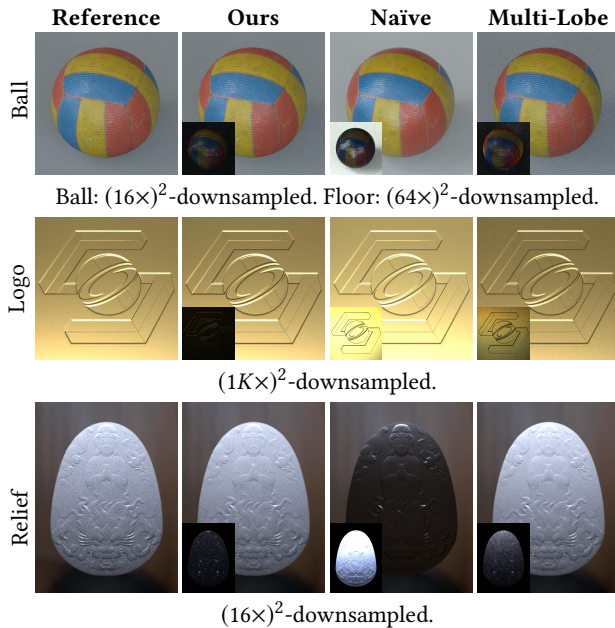 Reference Ours Naïve Multi-Lobe
Ball
Ball: (16×)²-downsampled. Floor: (64×)²-downsampled.
Logo
(1K×)²-downsampled.
Relief
(16×)²-downsampled.